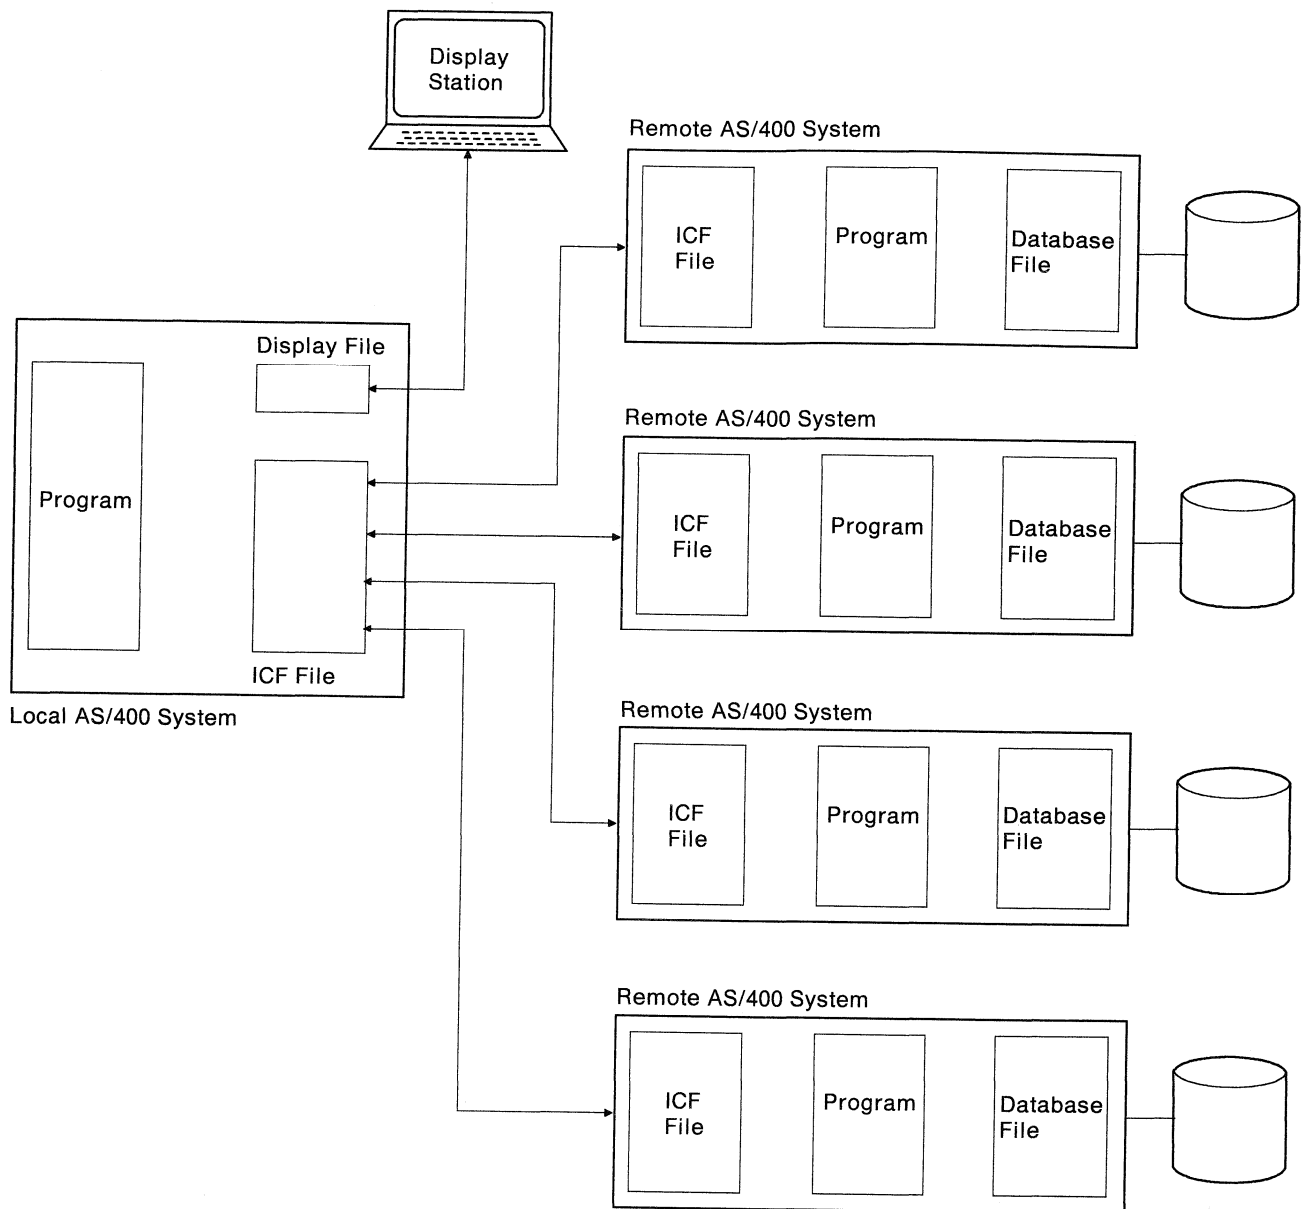 Display
Station
Remote AS/400 System
ICF
File
Program
Database
File
Display File
Program
ICF File
Local AS/400 System
Remote AS/400 System
ICF
File
Program
Database
File
Remote AS/400 System
ICF
File
Program
Database
File
Remote AS/400 System
ICF
File
Program
Database
File